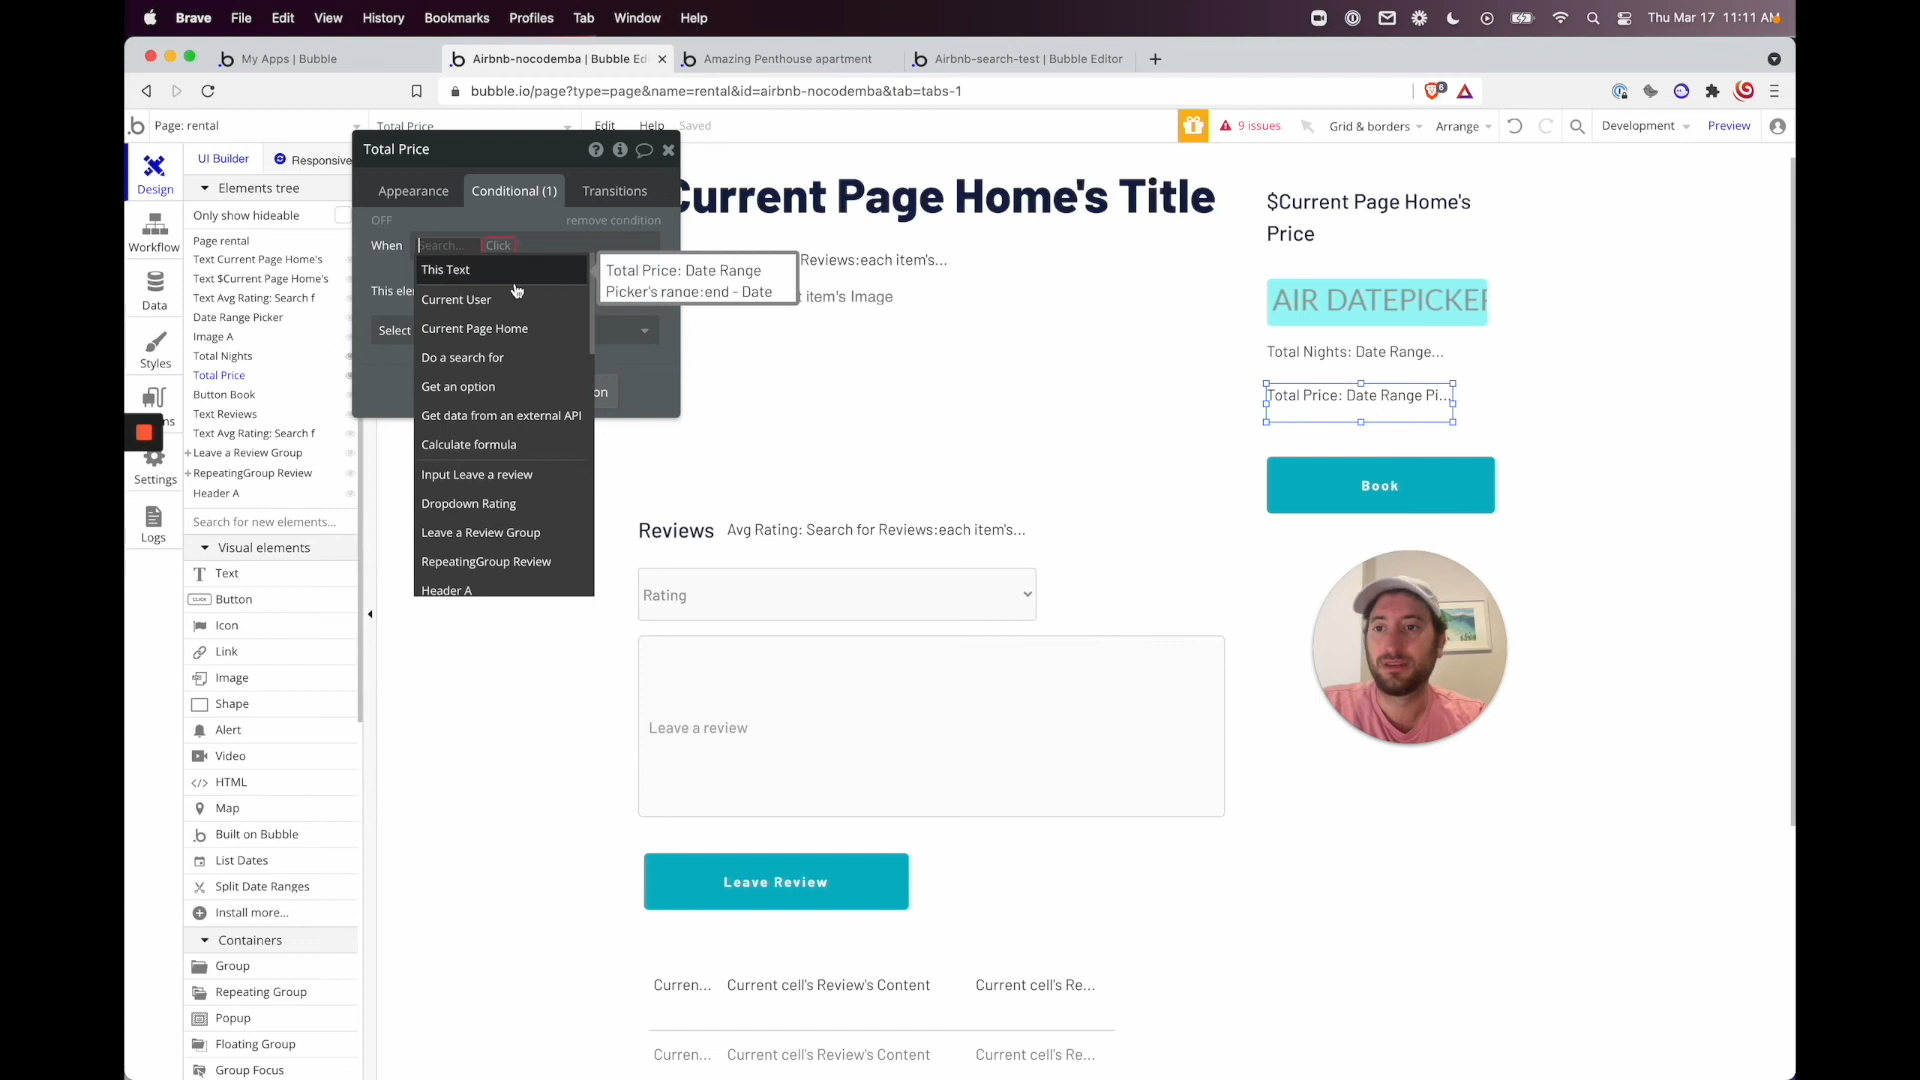 Brave File Edit View History Bookmarks Profiles Tab Window Help Thu Mar 17 11:11 AM
My Apps | Bubble
Airbnb-nocodemba | Bubble Ed
Amazing Penthouse apartment
Airbnb-search-test | Bubble Editor
bubble.io/page?type=page&name=rental&id=airbnb-nocodemba&tab=tabs-1
Page: rental
Total Price
Edit Help Saved
9 issues
Grid & borders
Arrange
Development
Preview
Design
Workflow
Data
Styles
ns
Settings
Logs
UI Builder
Responsive
Elements tree
Only show hideable
Page rental
Text Current Page Home's
Text $Current Page Home's
Text Avg Rating: Search f
Date Range Picker
Image A
Total Nights
Total Price
Button Book
Text Reviews
Text Avg Rating: Search f
Leave a Review Group
RepeatingGroup Review
Header A
Search for new elements...
Visual elements
Text
CLICK Button
Icon
Link
Image
Shape
Alert
Video
HTML
Map
Built on Bubble
List Dates
Split Date Ranges
Install more...
Containers
Group
Repeating Group
Popup
Floating Group
Group Focus
Total Price
Appearance
Conditional (1)
Transitions
OFF
remove condition
When
Search...
Click
This elem
Select
on
This Text
Current User
Current Page Home
Do a search for
Get an option
Get data from an external API
Calculate formula
Input Leave a review
Dropdown Rating
Leave a Review Group
RepeatingGroup Review
Header A
Total Price: Date Range
Picker's range:end - Date
Current Page Home's Title
Reviews:each item's...
t item's Image
$Current Page Home's
Price
AIR DATEPICKER
Total Nights: Date Range...
Total Price: Date Range Pi...
Book
Reviews
Avg Rating: Search for Reviews:each item's...
Rating
Leave a review
Leave Review
Curren...
Current cell's Review's Content
Current cell's Re...
Curren...
Current cell's Review's Content
Current cell's Re...